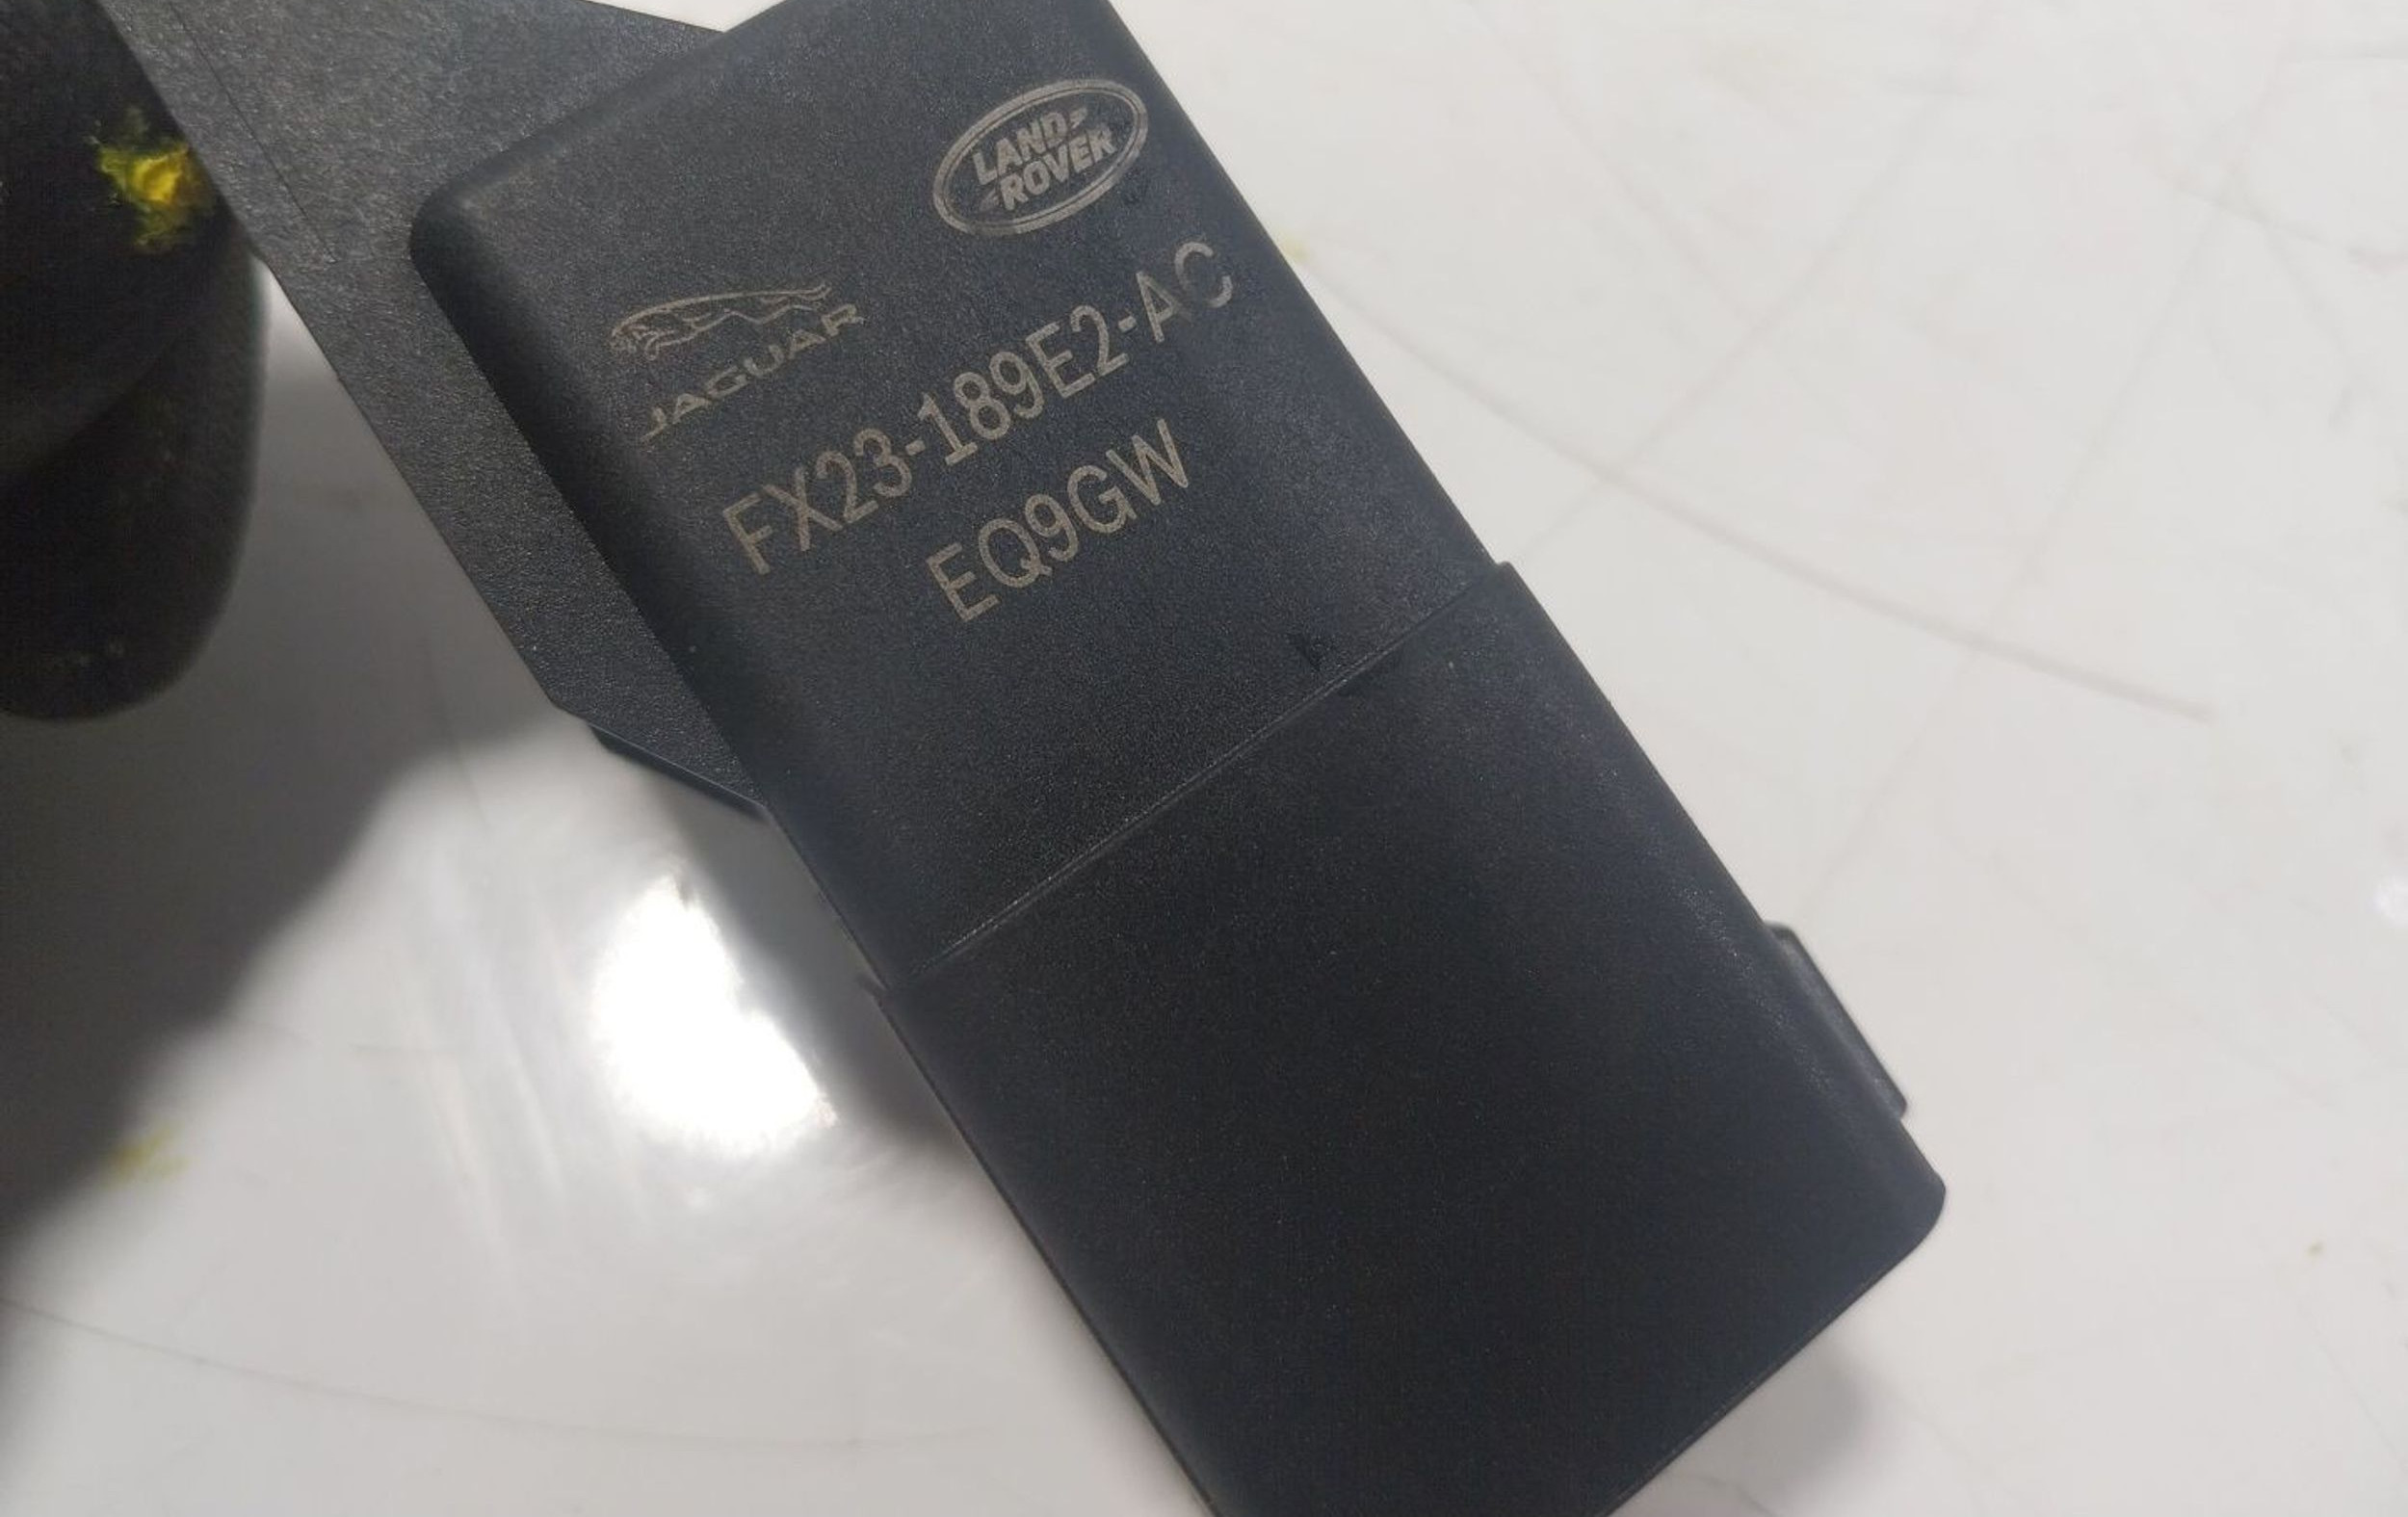 LAND-
ROVER
JAGUAR
FX23-189E2-AC
EQ9GW